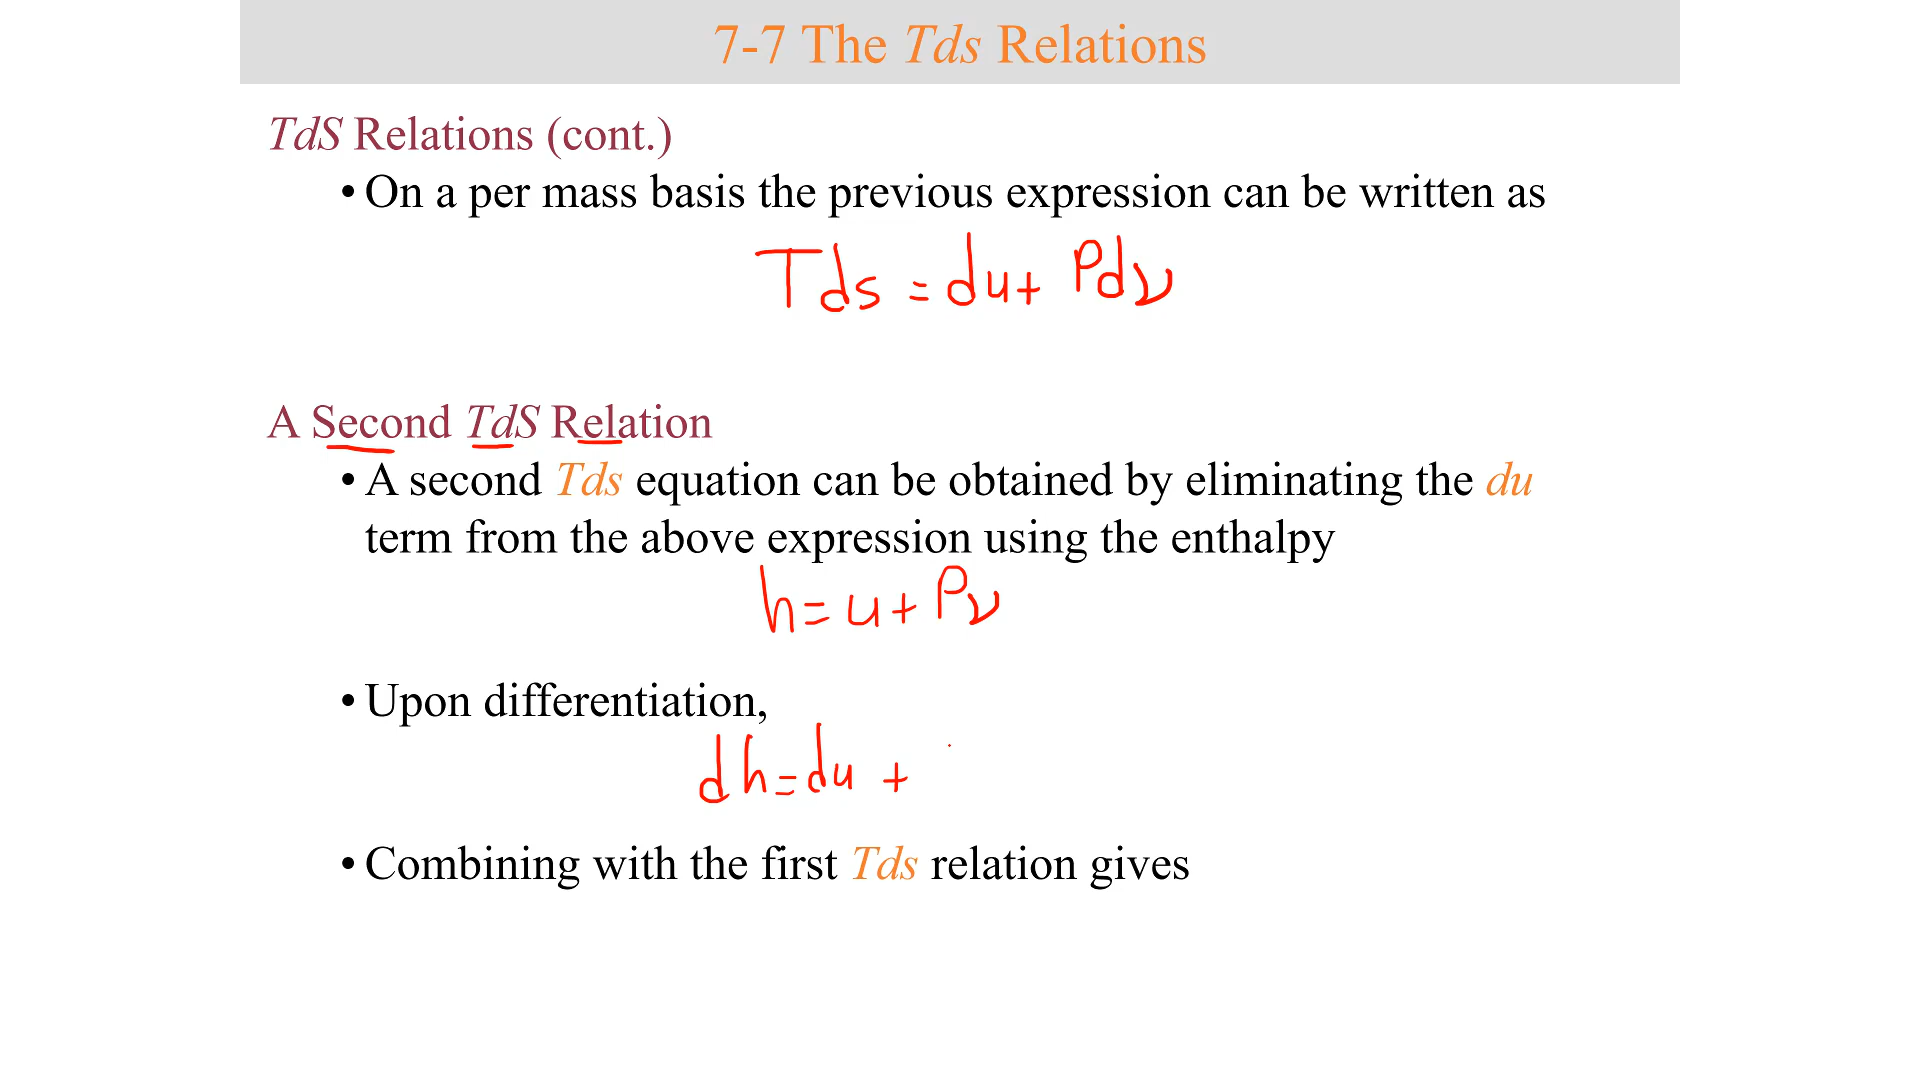 7-7 The Tds Relations
TdS Relations (cont.)
• On a per mass basis the previous expression can be written as
Tds = du + Pdν
A Second TdS Relation
• A second Tds equation can be obtained by eliminating the du
term from the above expression using the enthalpy
h = u + Pν
• Upon differentiation,
dh = du +
• Combining with the first Tds relation gives